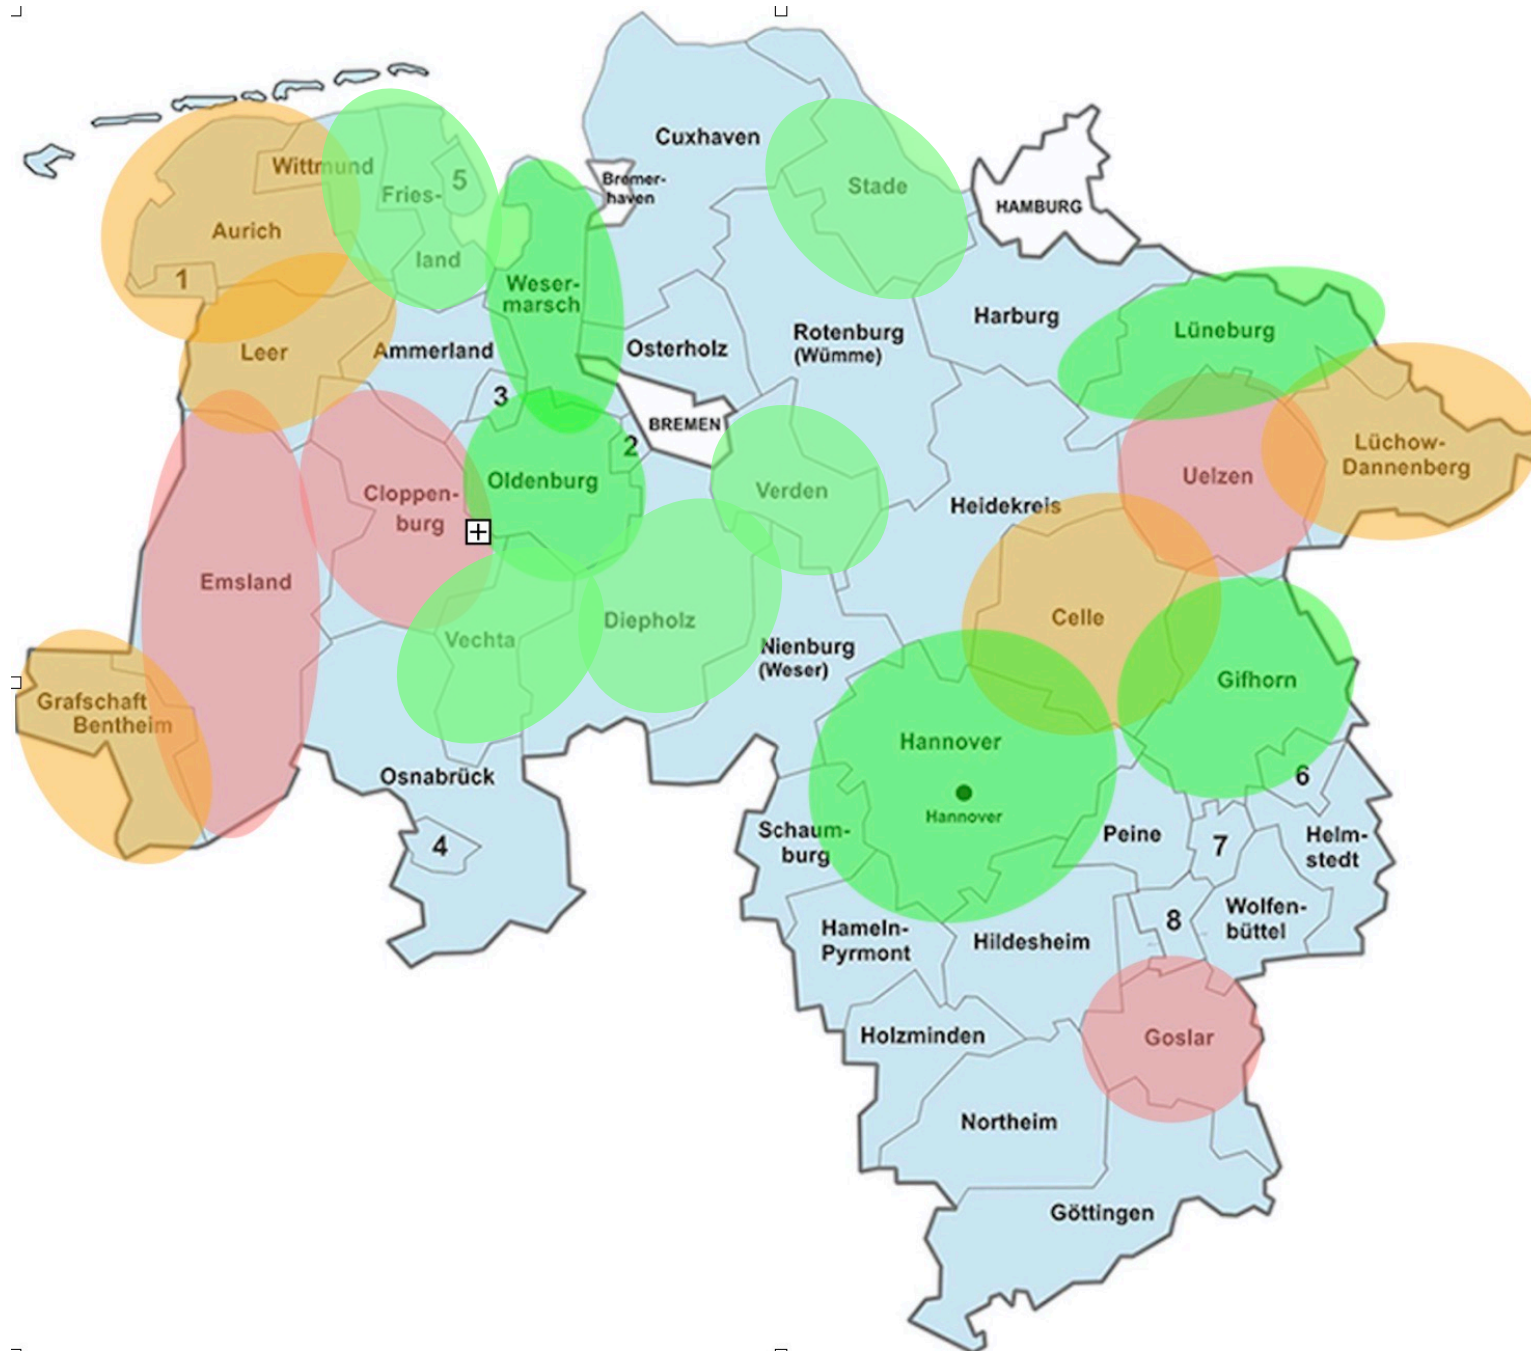 Cuxhaven
Wittmund
Bremer-
haven
5
Fries-
Stade
HAMBURG
Aurich
land
1
Weser-
marsch
Harburg
Lüneburg
Rotenburg
(Wümme)
Leer
Ammerland
Osterholz
3
BREMEN
2
Lüchow-
Dannenberg
Uelzen
Oldenburg
Verden
Cloppen-
burg
Heidekreis
Emsland
Celle
Diepholz
Vechta
Nienburg
(Weser)
Gifhorn
Grafschaft
Bentheim
Hannover
Osnabrück
6
Hannover
Schaum-
burg
Peine
7
Helm-
stedt
4
Wolfen-
büttel
8
Hameln-
Pyrmont
Hildesheim
Holzminden
Goslar
Northeim
Göttingen